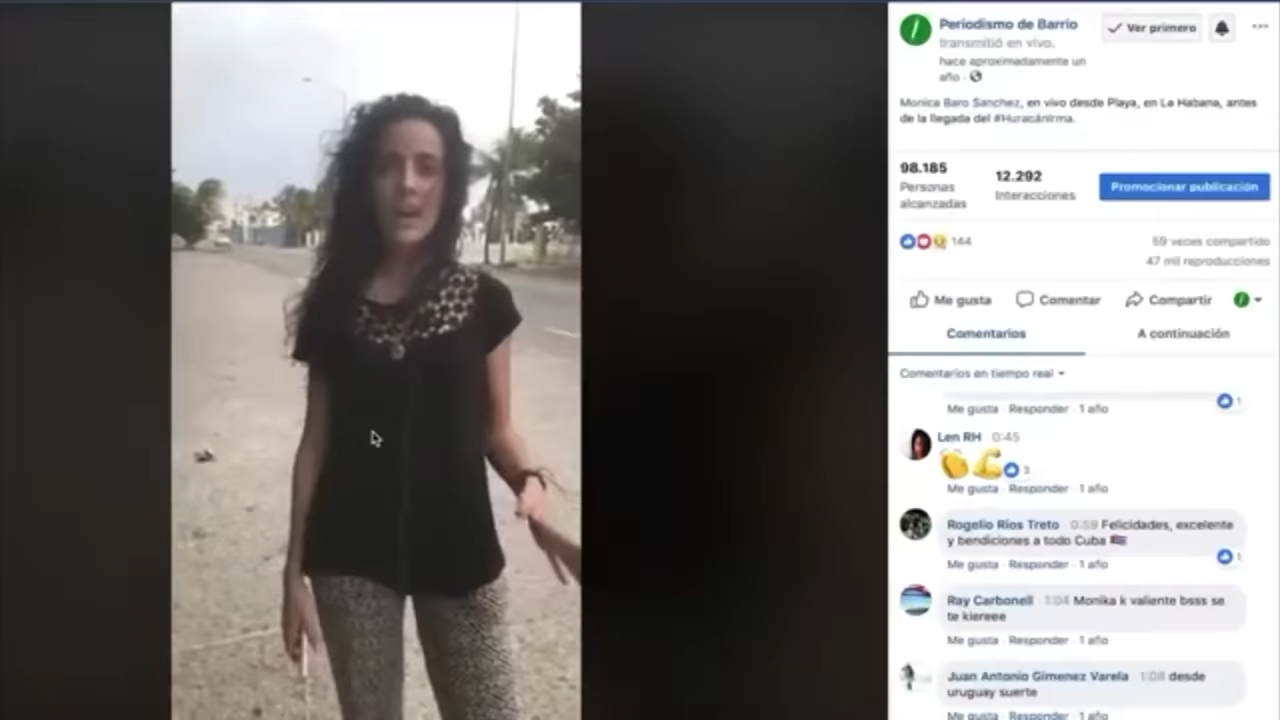 Periodismo de Barrio
transmitió en vivo.
hace aproximadamente un
año ·
Ver primero
Monica Baro Sanchez, en vivo desde Playa, en La Habana, antes
de la llegada del #HuracánIrma.
98.185
Personas
alcanzadas
12.292
Interacciones
Promocionar publicación
144
59 veces compartido
47 mil reproducciones
Me gusta
Comentar
Compartir
Comentarios
A continuación
Comentarios en tiempo real
Me gusta · Responder · 1 año
1
Len RH · 0:45
👏💪
3
Me gusta · Responder · 1 año
Rogelio Ríos Treto · 0:59 Felicidades, excelente
y bendiciones a todo Cuba 🇨🇺
1
Me gusta · Responder · 1 año
Ray Carbonell · 1:04 Monika k valiente bsss se
te kiereee
Me gusta · Responder · 1 año
Juan Antonio Gimenez Varela · 1:08 desde
uruguay suerte
Me gusta · Responder · 1 año